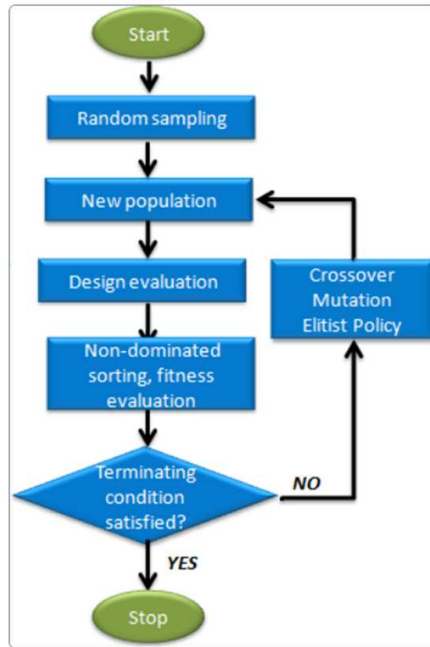 Start
Random sampling
New population
Design evaluation
Crossover
Mutation
Elitist Policy
Non-dominated
sorting, fitness
evaluation
Terminating
condition
satisfied?
NO
YES
Stop